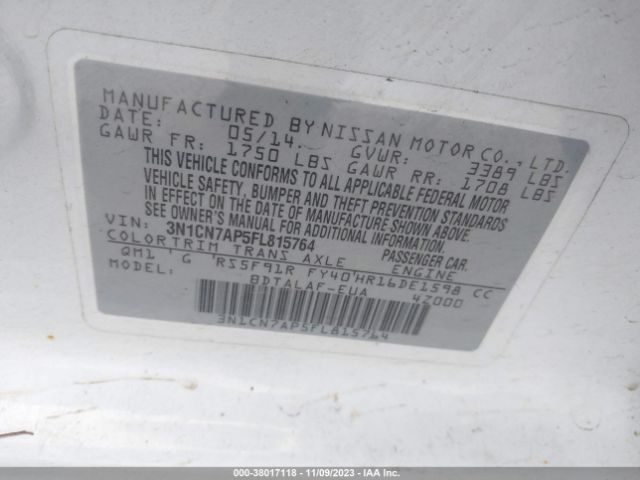 MANUFACTURED BY NISSAN MOTOR CO., LTD.
DATE: 05/14. GVWR: 3389 LBS
GAWR FR: 1750 LBS GAWR RR: 1708 LBS
THIS VEHICLE CONFORMS TO ALL APPLICABLE FEDERAL MOTOR
VEHICLE SAFETY, BUMPER AND THEFT PREVENTION STANDARDS
IN EFFECT ON THE DATE OF MANUFACTURE SHOWN ABOVE.
SEE OWNER'S MANUAL FOR ADDITIONAL INFORMATION.
VIN: 3N1CN7AP5FL815764 PASSENGER CAR.
COLOR TRIM TRANS AXLE ENGINE
QM1 ' G 'RS5F91R FY40'HR16DE1598 CC
MODEL: BDTALAF-EUA 4Z000
3N1CN7AP5FL815764
000-38017118 - 11/09/2023 - IAA Inc.